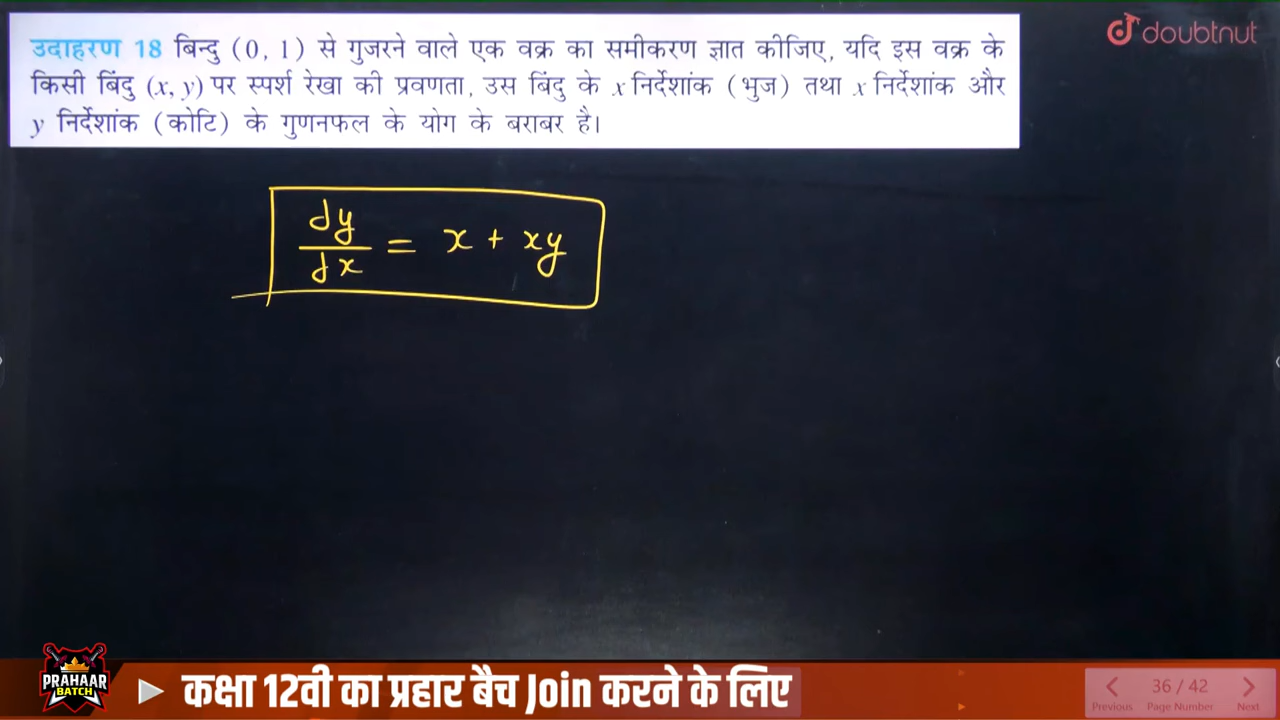 doubtnut
उदाहरण 18 बिन्दु (0, 1) से गुजरने वाले एक वक्र का समीकरण ज्ञात कीजिए, यदि इस वक्र के
किसी बिंदु (x, y) पर स्पर्श रेखा की प्रवणता, उस बिंदु के x निर्देशांक (भुज) तथा x निर्देशांक और
y निर्देशांक (कोटि) के गुणनफल के योग के बराबर है।
dy/dx = x + xy
PRAHAAR
BATCH
कक्षा 12वी का प्रहार बैच Join करने के लिए
36 / 42
Previous Page Number Next